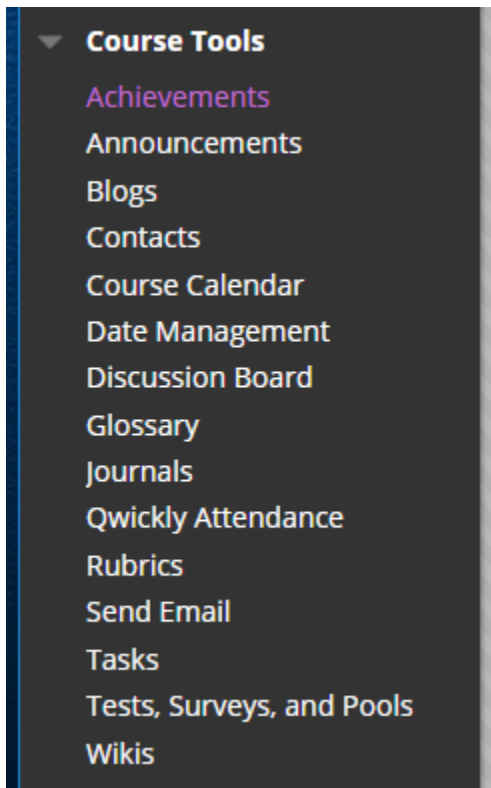 Course Tools
Achievements
Announcements
Blogs
Contacts
Course Calendar
Date Management
Discussion Board
Glossary
Journals
Qwickly Attendance
Rubrics
Send Email
Tasks
Tests, Surveys, and Pools
Wikis